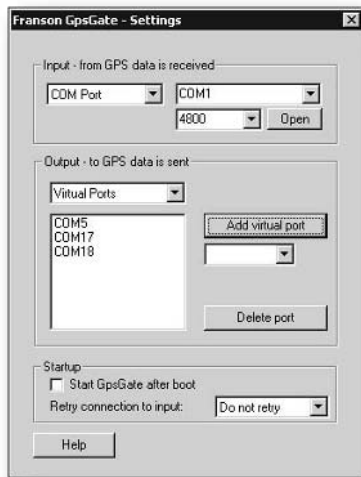 Franson GpsGate - Settings
Input - from GPS data is received
COM Port
COM1
4800
Open
Output - to GPS data is sent
Virtual Ports
COM5
COM17
COM18
Add virtual port
Delete port
Startup
Start GpsGate after boot
Retry connection to input:
Do not retry
Help